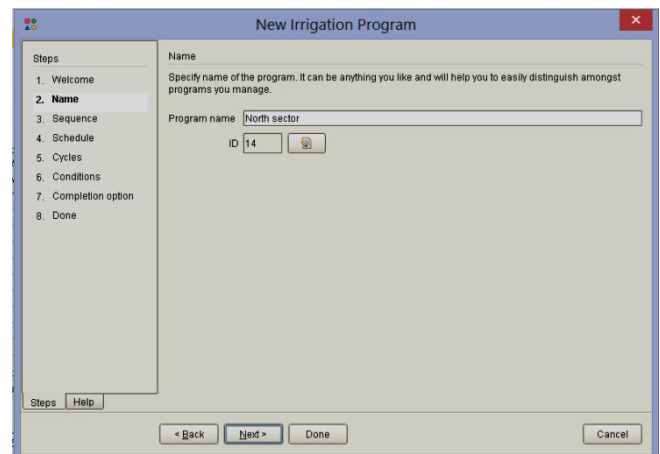 New Irrigation Program
Steps
1. Welcome
2. Name
3. Sequence
4. Schedule
5. Cycles
6. Conditions
7. Completion option
8. Done
Steps Help
Name
Specify name of the program. It can be anything you like and will help you to easily distinguish amongst
programs you manage.
Program name North sector
ID 14
< Back Next > Done Cancel